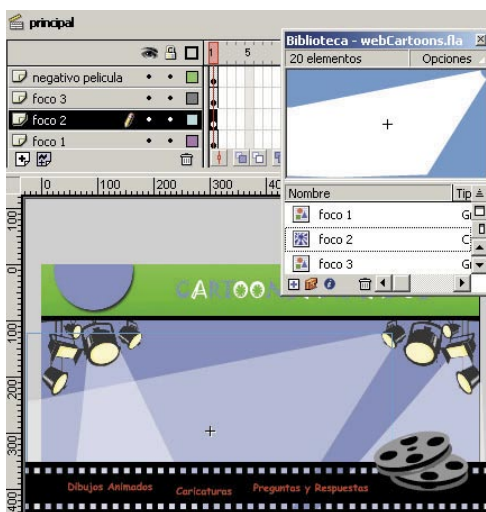 principal
1 5
negativo pelicula
foco 3
foco 2
foco 1
Biblioteca - webCartoons.fla
20 elementos Opciones
Nombre Tip
foco 1 G
foco 2 C
foco 3 G
0 100 200 300 40
100
0
100
200
300
400
Dibujos Animados
Caricaturas
Preguntas y Respuestas